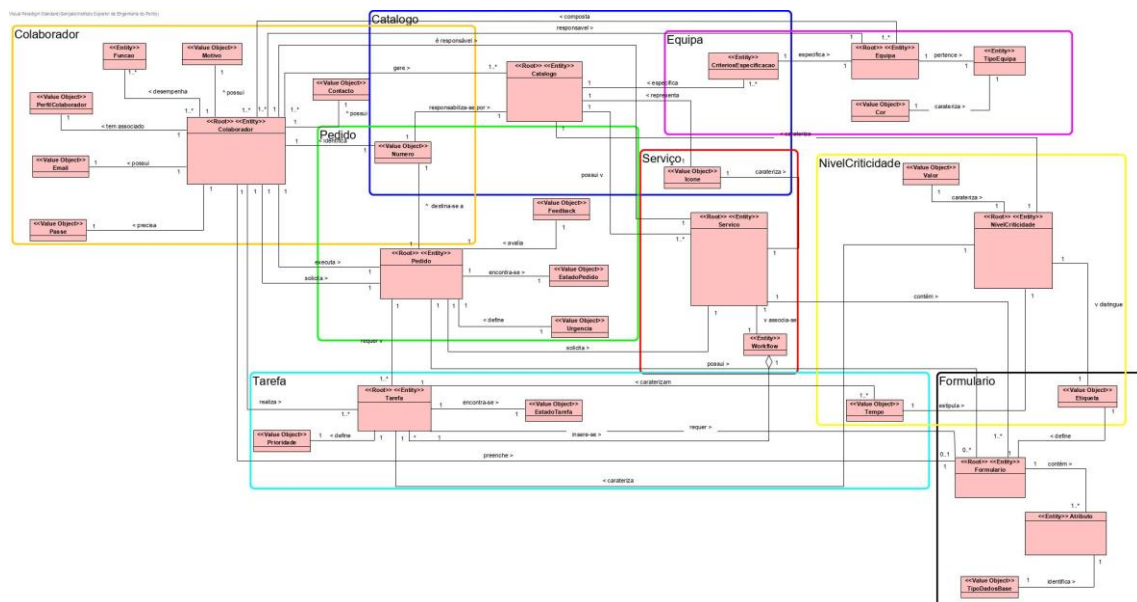 Visual Paradigm Standard(Gonçalo(Instituto Superior de Engenharia do Porto))
Colaborador
Catalogo
Equipa
Pedido
Serviço
NivelCriticidade
Tarefa
Formulario
<<Entity>>
Funcao
<<Value Object>>
Motivo
<<Value Object>>
PerfilColaborador
<<Value Object>>
Contacto
<<Root>> <<Entity>>
Colaborador
<<Value Object>>
Email
<<Value Object>>
Passe
< desempenha
^ possui
< tem associado
< possui
< precisa
^ possui
< identifica
< composta
responsavel >
é responsável >
gere >
<<Root>> <<Entity>>
Catalogo
responsabiliza-se por >
<<Value Object>>
Numero
< especifica
< representa
possui v
< carateriza
<<Entity>>
CriteriosEspecificacao
especifica >
<<Root>> <<Entity>>
Equipa
pertence >
<<Entity>>
TipoEquipa
<<Value Object>>
Cor
carateriza >
<<Value Object>>
Icone
carateriza >
<<Root>> <<Entity>>
Servico
v associa-se
<<Entity>>
Workflow
<<Value Object>>
Valor
carateriza >
<<Root>> <<Entity>>
NivelCriticidade
v distingue
<<Value Object>>
Etiqueta
^ destina-se a
<<Value Object>>
Feedback
< avalia
<<Root>> <<Entity>>
Pedido
encontra-se >
<<Value Object>>
EstadoPedido
< define
<<Value Object>>
Urgencia
executa >
solicita >
solicita >
contém >
possui >
requer v
<<Root>> <<Entity>>
Tarefa
realiza >
encontra-se >
<<Value Object>>
EstadoTarefa
<<Value Object>>
Prioridade
< define
< caraterizam
<<Value Object>>
Tempo
estipula >
insere-se >
requer >
preenche >
< carateriza
< define
<<Root>> <<Entity>>
Formulario
contém >
<<Entity>> Atributo
<<Value Object>>
TipoDadosBase
identifica >